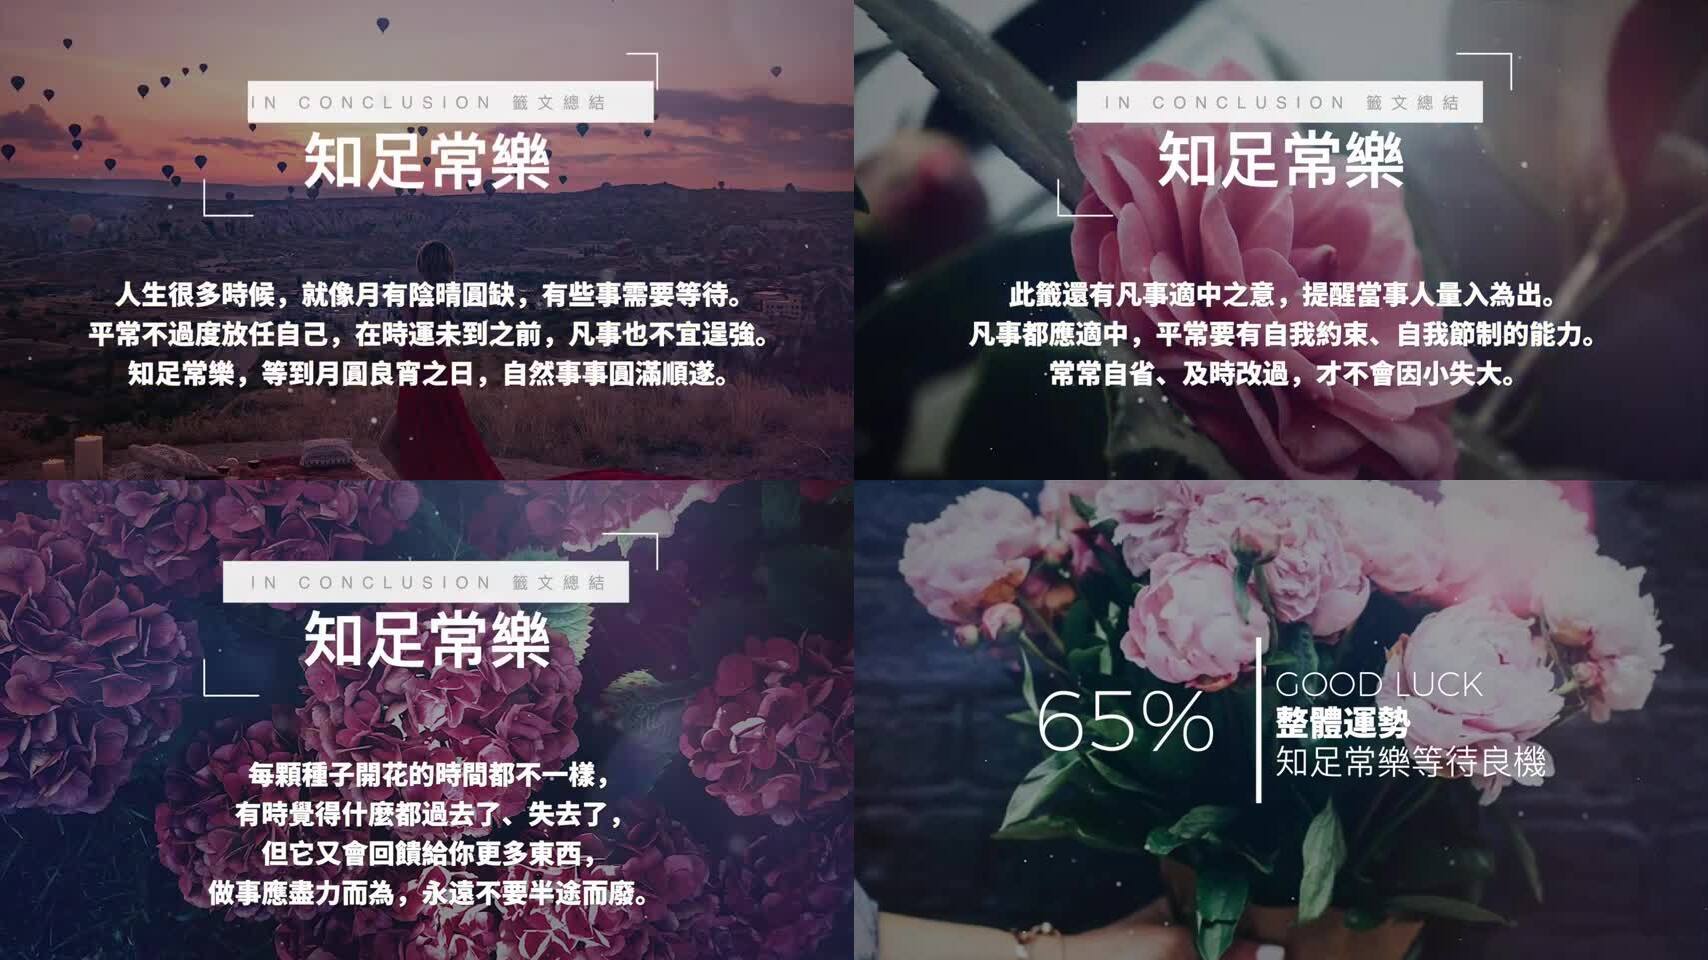 IN CONCLUSION 籤文總結
知足常樂
人生很多時候，就像月有陰晴圓缺，有些事需要等待。
平常不過度放任自己，在時運未到之前，凡事也不宜逞強。
知足常樂，等到月圓良宵之日，自然事事圓滿順遂。
IN CONCLUSION 籤文總結
知足常樂
此籤還有凡事適中之意，提醒當事人量入為出。
凡事都應適中，平常要有自我約束、自我節制的能力。
常常自省、及時改過，才不會因小失大。
IN CONCLUSION 籤文總結
知足常樂
每顆種子開花的時間都不一樣，
有時覺得什麼都過去了、失去了，
但它又會回饋給你更多東西，
做事應盡力而為，永遠不要半途而廢。
65%
GOOD LUCK
整體運勢
知足常樂等待良機